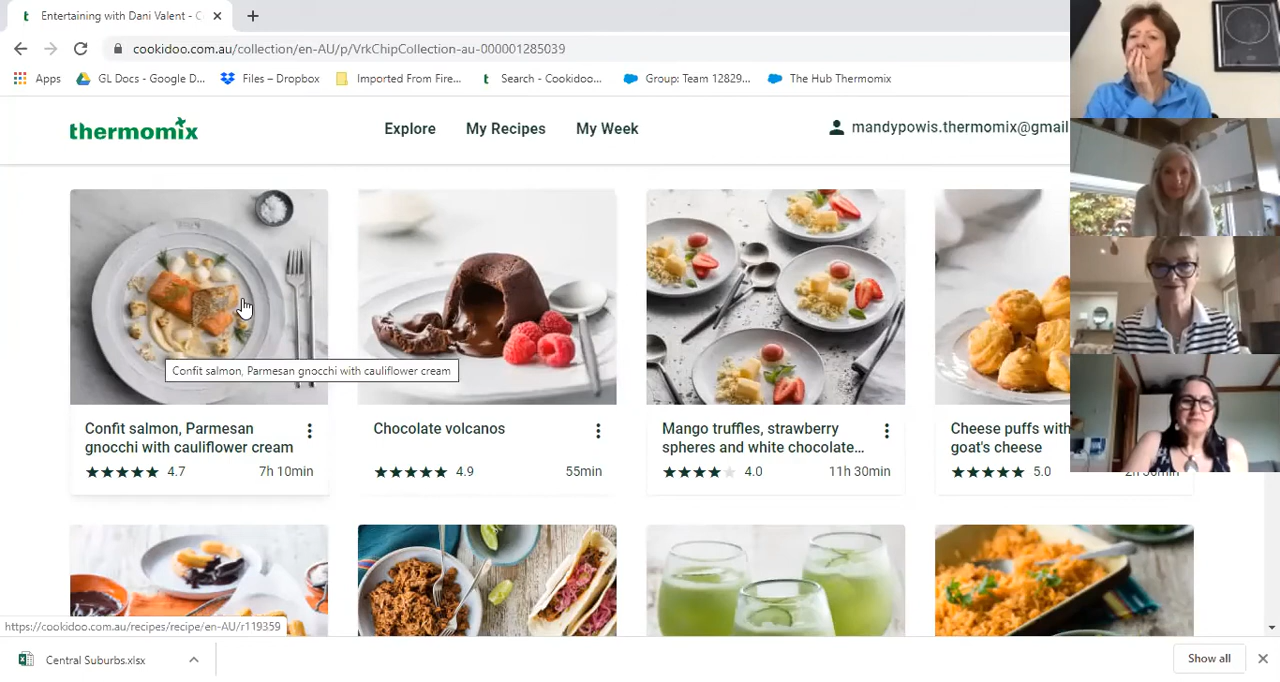 Entertaining with Dani Valent - C
cookidoo.com.au/collection/en-AU/p/VrkChipCollection-au-000001285039
Apps
GL Docs - Google D...
Files – Dropbox
Imported From Fire...
Search - Cookidoo...
Group: Team 12829...
The Hub Thermomix
thermomix
Explore
My Recipes
My Week
mandypowis.thermomix@gmail
Confit salmon, Parmesan gnocchi with cauliflower cream
Confit salmon, Parmesan
gnocchi with cauliflower cream
4.7
7h 10min
Chocolate volcanos
4.9
55min
Mango truffles, strawberry
spheres and white chocolate...
4.0
11h 30min
Cheese puffs with
goat's cheese
5.0
https://cookidoo.com.au/recipes/recipe/en-AU/r119359
Central Suburbs.xlsx
Show all